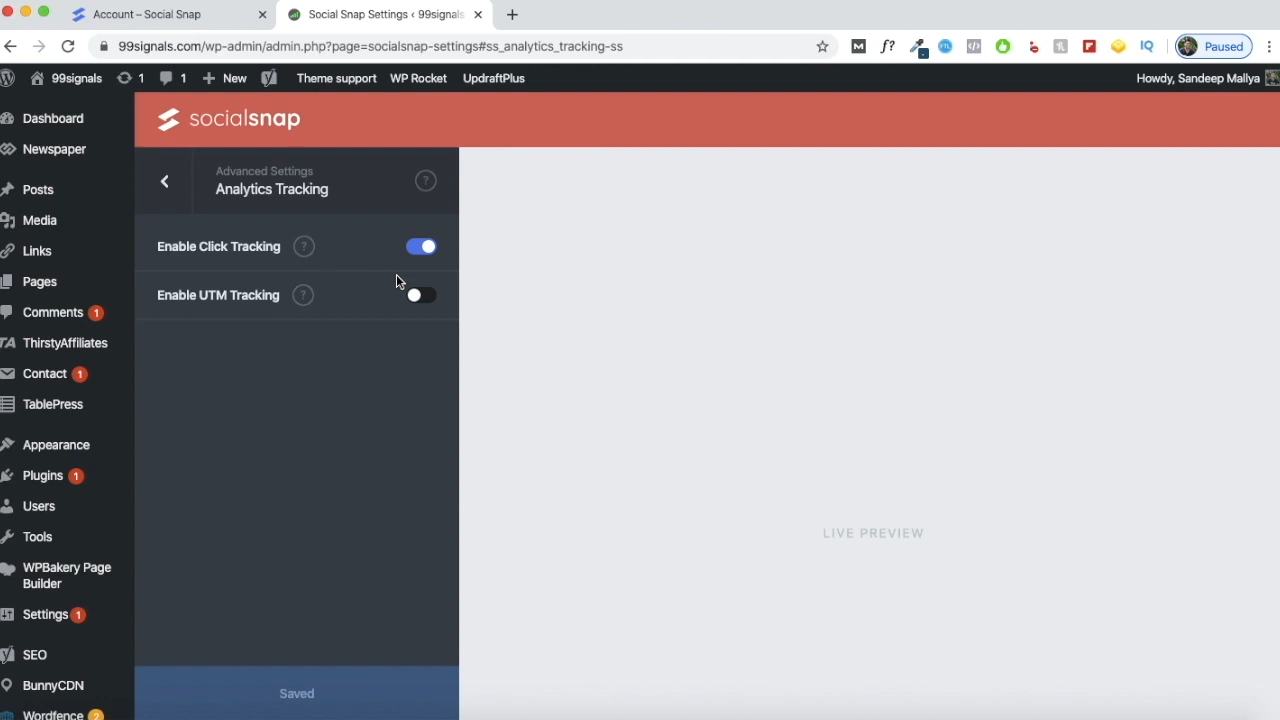 Account – Social Snap
Social Snap Settings ‹ 99signals
99signals.com/wp-admin/admin.php?page=socialsnap-settings#ss_analytics_tracking-ss
M
f?
IQ
Paused
99signals
1
1
New
Theme support
WP Rocket
UpdraftPlus
Howdy, Sandeep Mallya
socialsnap
Dashboard
Newspaper
Posts
Media
Links
Pages
Comments 1
TA ThirstyAffiliates
Contact 1
TablePress
Appearance
Plugins 1
Users
Tools
WPBakery Page
Builder
Settings 1
SEO
BunnyCDN
Wordfence 2
Advanced Settings
Analytics Tracking
?
Enable Click Tracking ?
Enable UTM Tracking ?
Saved
LIVE PREVIEW